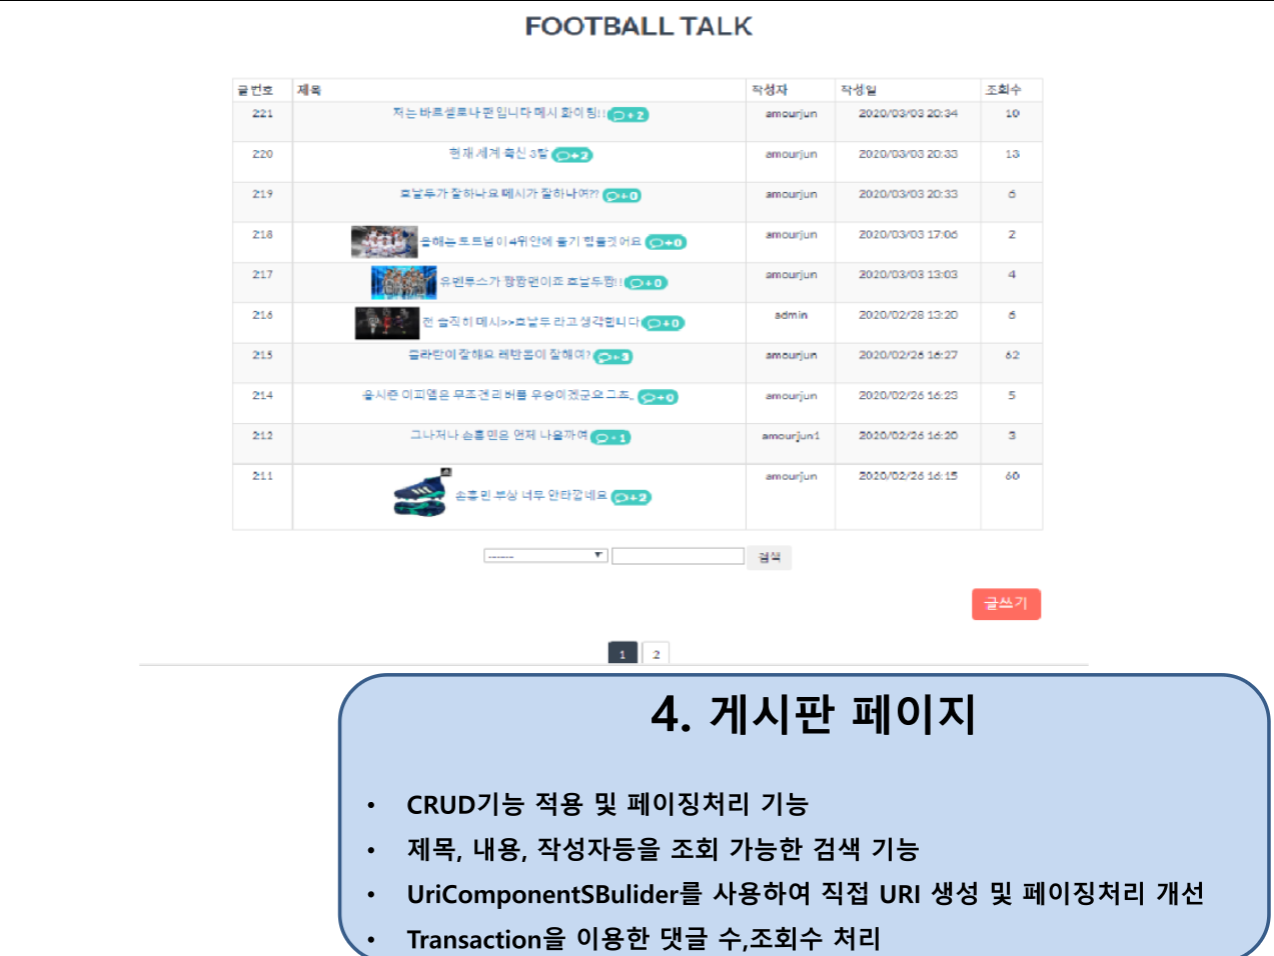 FOOTBALL TALK
글번호 제목 작성자 작성일 조회수
221 저는 바르셀로나 팬입니다 메시 화이팅!! +2 amourjun 2020/03/03 20:34 10
220 현재 세계 축신 3탑 +2 amourjun 2020/03/03 20:33 13
219 호날두가 잘하나요 메시가 잘하나여?? +0 amourjun 2020/03/03 20:33 6
218 올해는 토트넘이 4위안에 들기 힘들것어요 +0 amourjun 2020/03/03 17:06 2
217 유벤투스가 짱짱맨이죠 호날두짱!! +0 amourjun 2020/03/03 13:03 4
216 전 솔직히 메시>>호날두 라고 생각합니다 +0 admin 2020/02/28 13:20 6
215 즐라탄이 잘해요 레반돔이 잘해여? +3 amourjun 2020/02/26 16:27 62
214 올시즌 이피엘은 무조건 리버풀 우승이겠군요 그죠, +0 amourjun 2020/02/26 16:23 5
212 그나저나 손흥민은 언제 나올까여 +1 amourjun1 2020/02/26 16:20 3
211 손흥민 부상 너무 안타깝네요 +2 amourjun 2020/02/26 16:15 60
------ 검색
글쓰기
1 2
4. 게시판 페이지
• CRUD기능 적용 및 페이징처리 기능
• 제목, 내용, 작성자등을 조회 가능한 검색 기능
• UriComponentSBulider를 사용하여 직접 URI 생성 및 페이징처리 개선
• Transaction을 이용한 댓글 수,조회수 처리